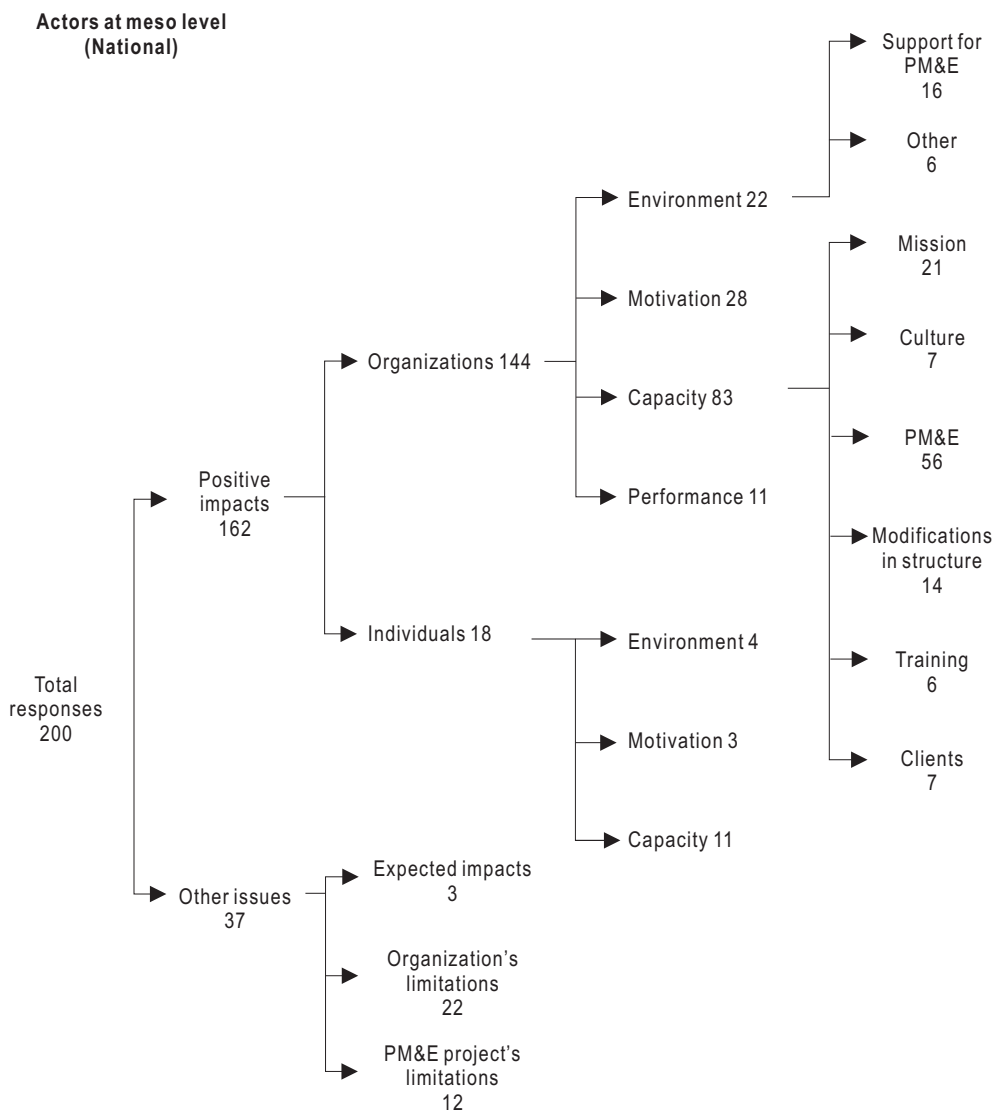 Actors at meso level
(National)
Support for
PM&E
16
Other
6
Environment 22
Mission
21
Motivation 28
Culture
7
Organizations 144
Capacity 83
PM&E
56
Positive
impacts
162
Performance 11
Modifications
in structure
14
Individuals 18
Environment 4
Training
6
Total
responses
200
Motivation 3
Clients
7
Capacity 11
Expected impacts
3
Other issues
37
Organization’s
limitations
22
PM&E project’s
limitations
12